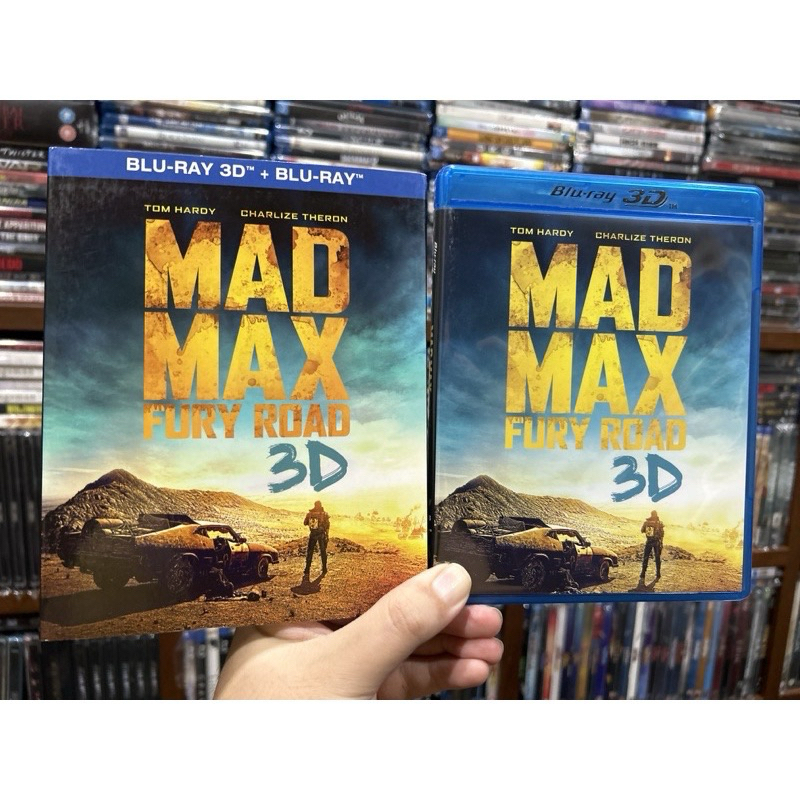 BLU-RAY 3D™ + BLU-RAY™
TOM HARDY CHARLIZE THERON
MAD
MAX
FURY ROAD
3D
Blu-ray 3D
TOM HARDY CHARLIZE THERON
MAD
MAX
FURY ROAD
3D